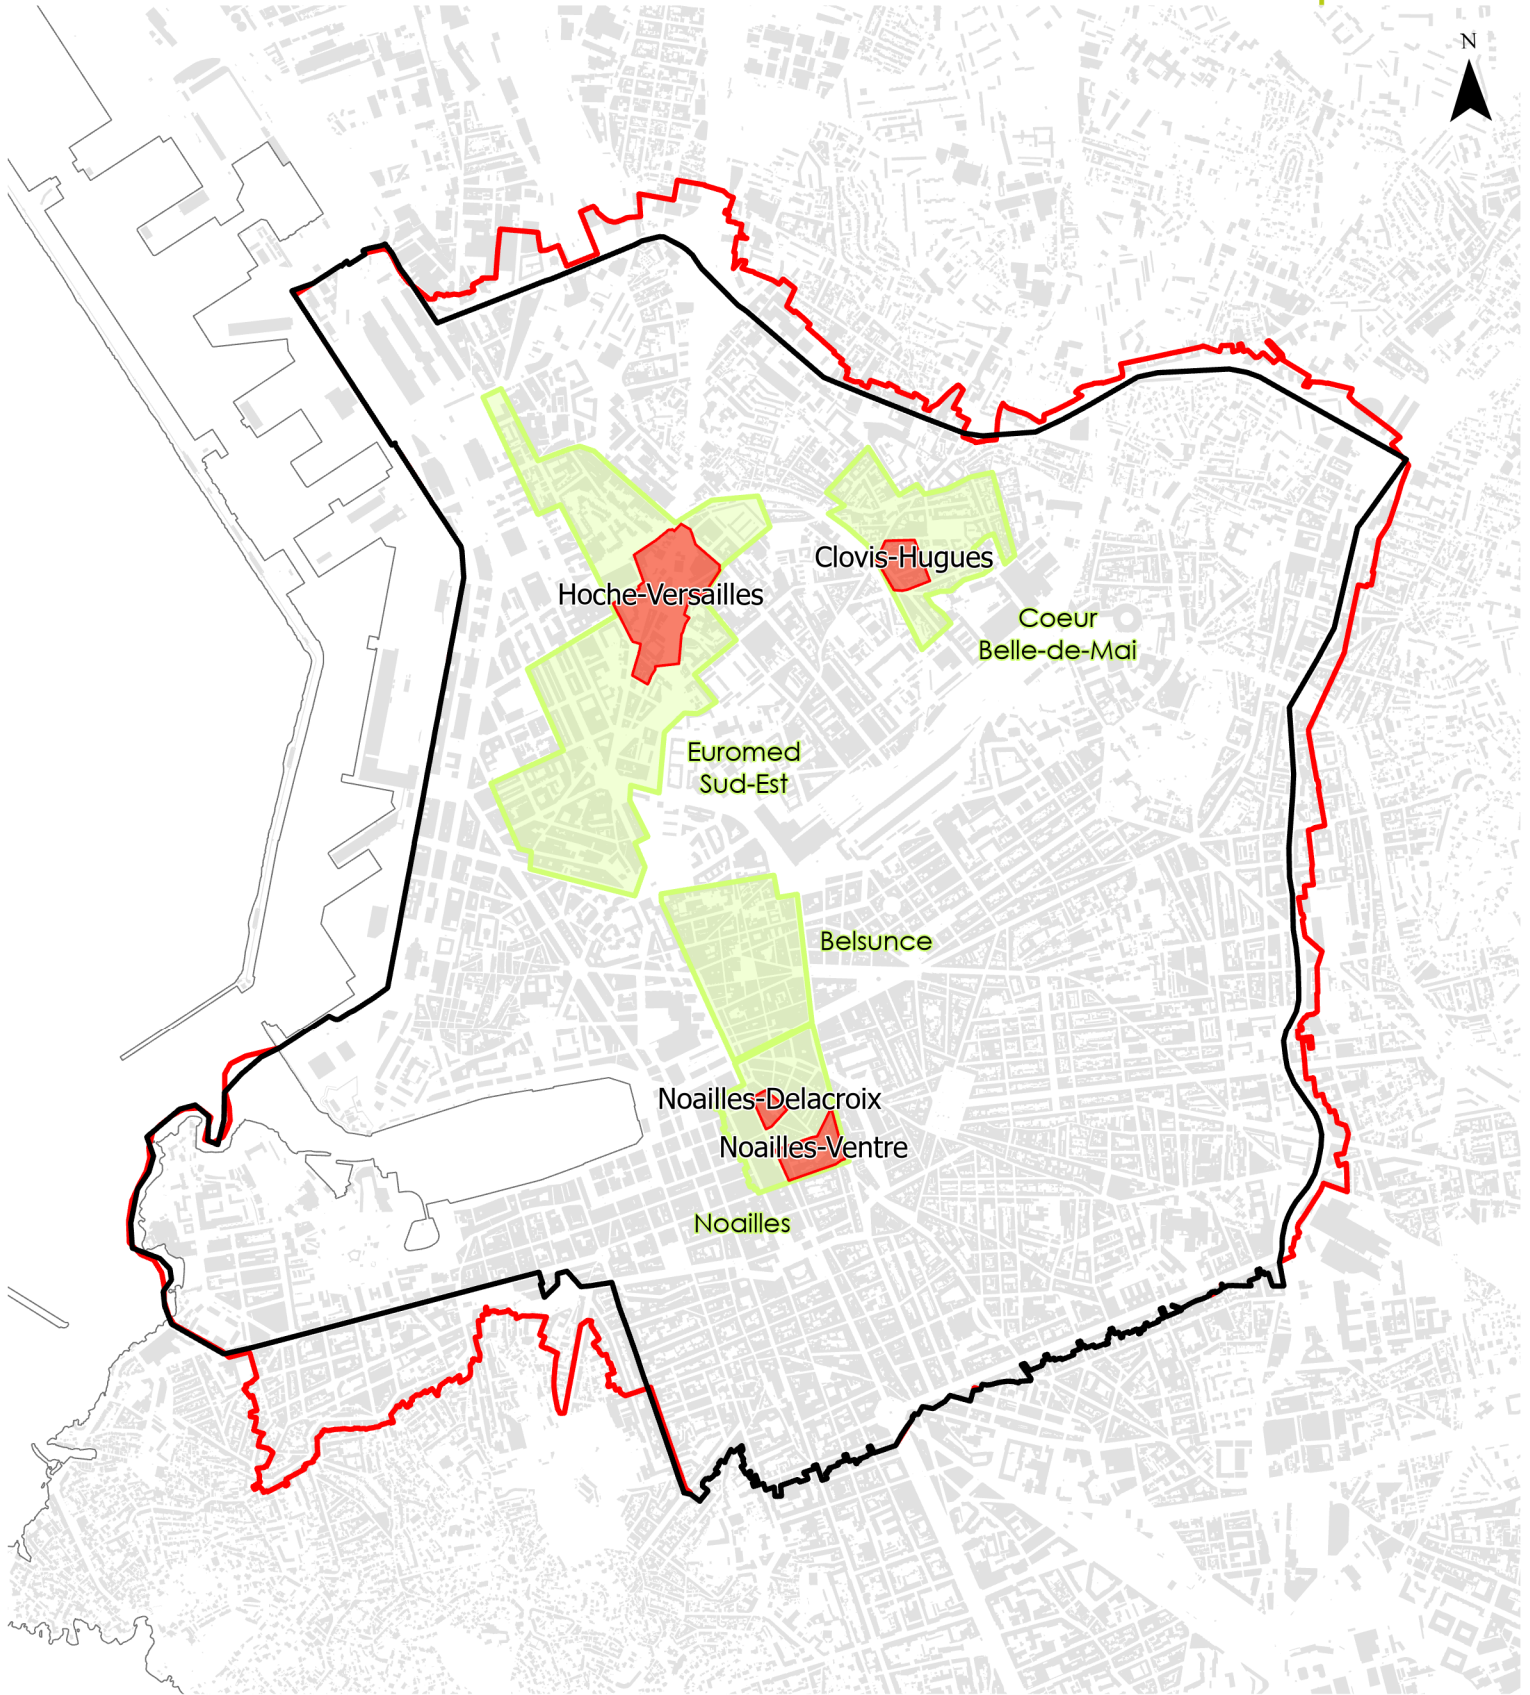 N
Clovis-Hugues
Hoche-Versailles
Coeur
Belle-de-Mai
Euromed
Sud-Est
Belsunce
Noailles-Delacroix
Noailles-Ventre
Noailles